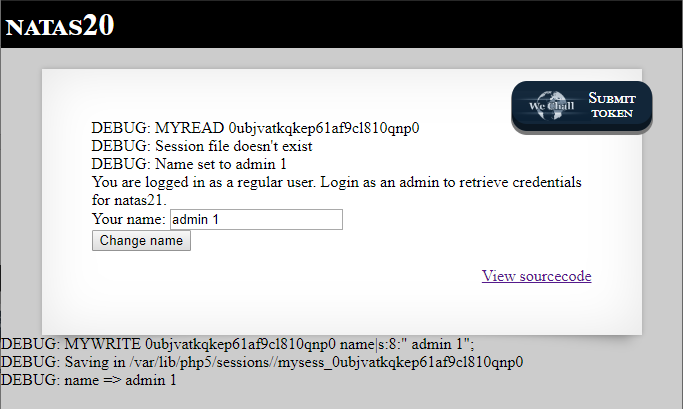 NATAS20
We Chall
SUBMIT
TOKEN
DEBUG: MYREAD 0ubjvatkqkep61af9cl810qnp0
DEBUG: Session file doesn't exist
DEBUG: Name set to admin 1
You are logged in as a regular user. Login as an admin to retrieve credentials
for natas21.
Your name: admin 1
Change name
View sourcecode
DEBUG: MYWRITE 0ubjvatkqkep61af9cl810qnp0 name|s:8:" admin 1";
DEBUG: Saving in /var/lib/php5/sessions//mysess_0ubjvatkqkep61af9cl810qnp0
DEBUG: name => admin 1